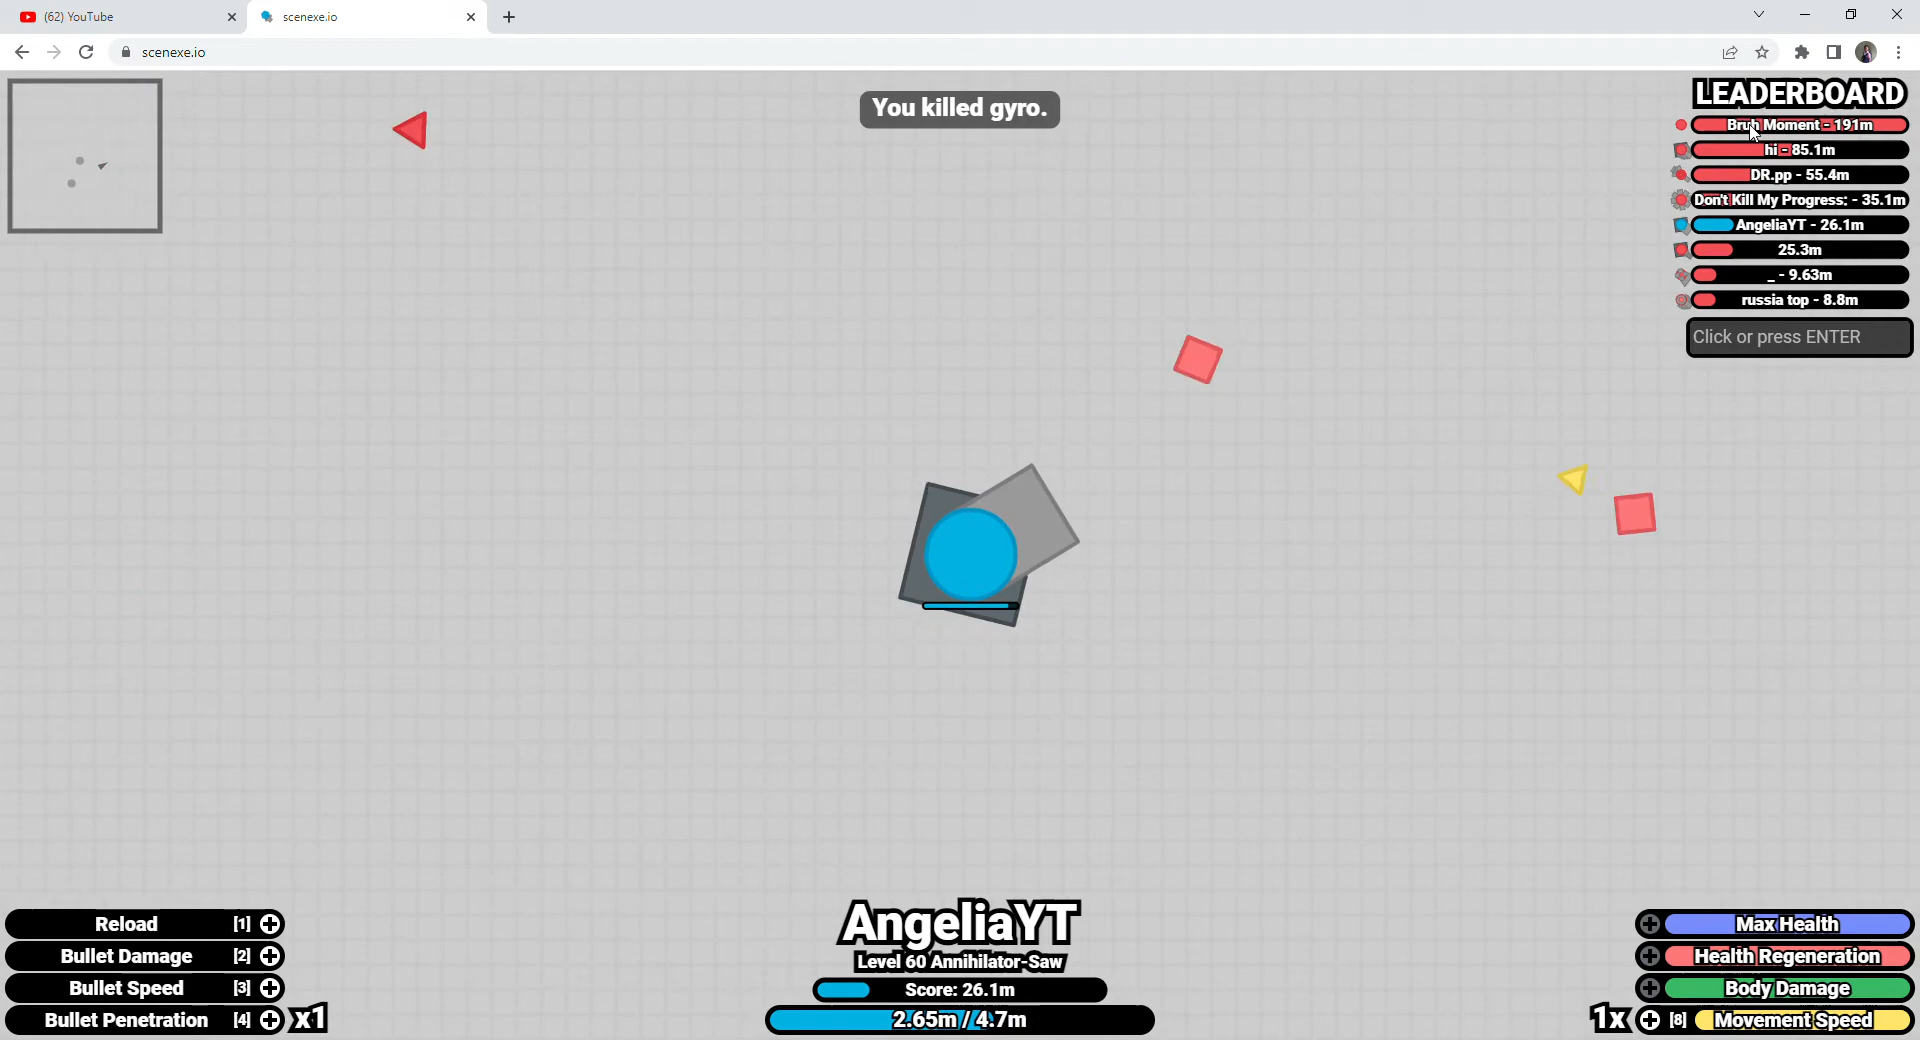 (62) YouTube
scenexe.io
scenexe.io
You killed gyro.
LEADERBOARD
Bruh Moment - 191m
hi - 85.1m
DR.pp - 55.4m
Don't Kill My Progress: - 35.1m
AngeliaYT - 26.1m
25.3m
_ - 9.63m
russia top - 8.8m
Click or press ENTER
Reload [1]
Bullet Damage [2]
Bullet Speed [3]
Bullet Penetration [4] x1
AngeliaYT
Level 60 Annihilator-Saw
Score: 26.1m
2.65m / 4.7m
Max Health
Health Regeneration
Body Damage
1x [8] Movement Speed